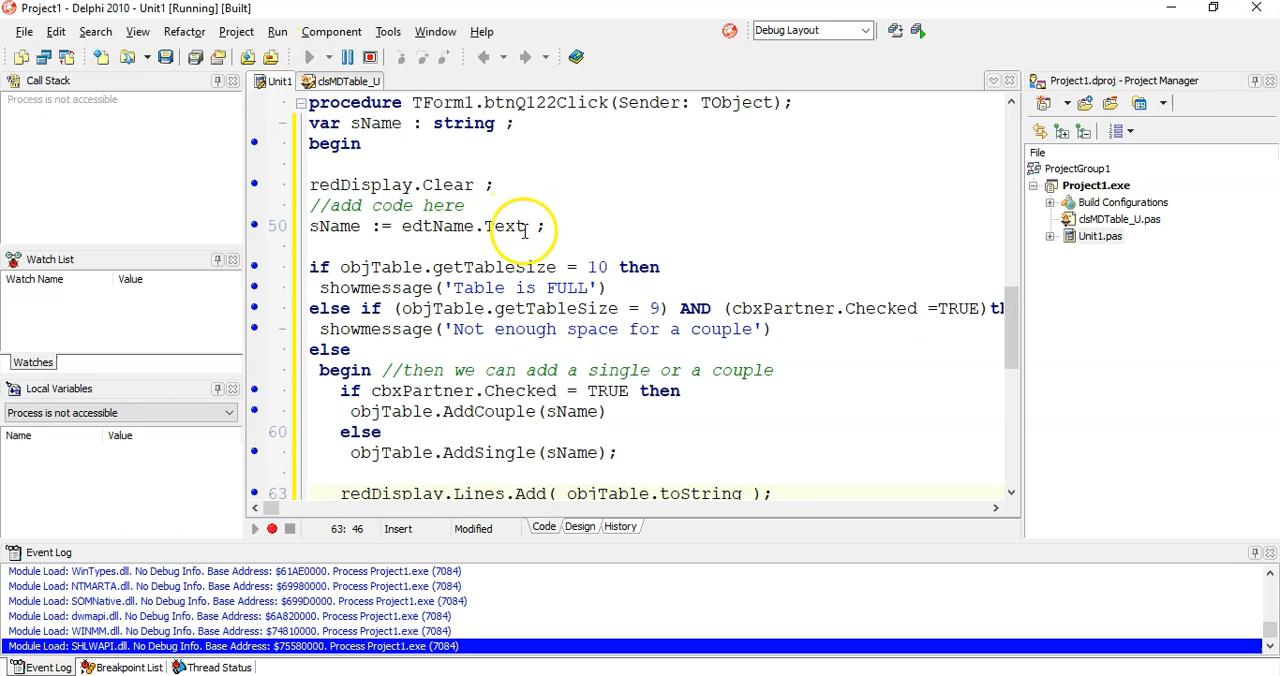 Project1 - Delphi 2010 - Unit1 [Running] [Built]
File Edit Search View Refactor Project Run Component Tools Window Help
Debug Layout
Call Stack
Process is not accessible
Watch List
Watch Name Value
Watches
Local Variables
Process is not accessible
Name Value
Unit1 clsMDTable_U
procedure TForm1.btnQ122Click(Sender: TObject);
var sName : string ;
begin
redDisplay.Clear ;
//add code here
50 sName := edtName.Text ;
if objTable.getTableSize = 10 then
showmessage('Table is FULL')
else if (objTable.getTableSize = 9) AND (cbxPartner.Checked =TRUE)th
showmessage('Not enough space for a couple')
else
begin //then we can add a single or a couple
if cbxPartner.Checked = TRUE then
objTable.AddCouple(sName)
60 else
objTable.AddSingle(sName);
63 redDisplay.Lines.Add( objTable.toString );
63: 46 Insert Modified Code Design History
Project1.dproj - Project Manager
File
ProjectGroup1
Project1.exe
Build Configurations
clsMDTable_U.pas
Unit1.pas
Event Log
Module Load: WinTypes.dll. No Debug Info. Base Address: $61AE0000. Process Project1.exe (7084)
Module Load: NTMARTA.dll. No Debug Info. Base Address: $69980000. Process Project1.exe (7084)
Module Load: SOMNative.dll. No Debug Info. Base Address: $699D0000. Process Project1.exe (7084)
Module Load: dwmapi.dll. No Debug Info. Base Address: $6A820000. Process Project1.exe (7084)
Module Load: WINMM.dll. No Debug Info. Base Address: $74810000. Process Project1.exe (7084)
Module Load: SHLWAPI.dll. No Debug Info. Base Address: $75580000. Process Project1.exe (7084)
Event Log Breakpoint List Thread Status